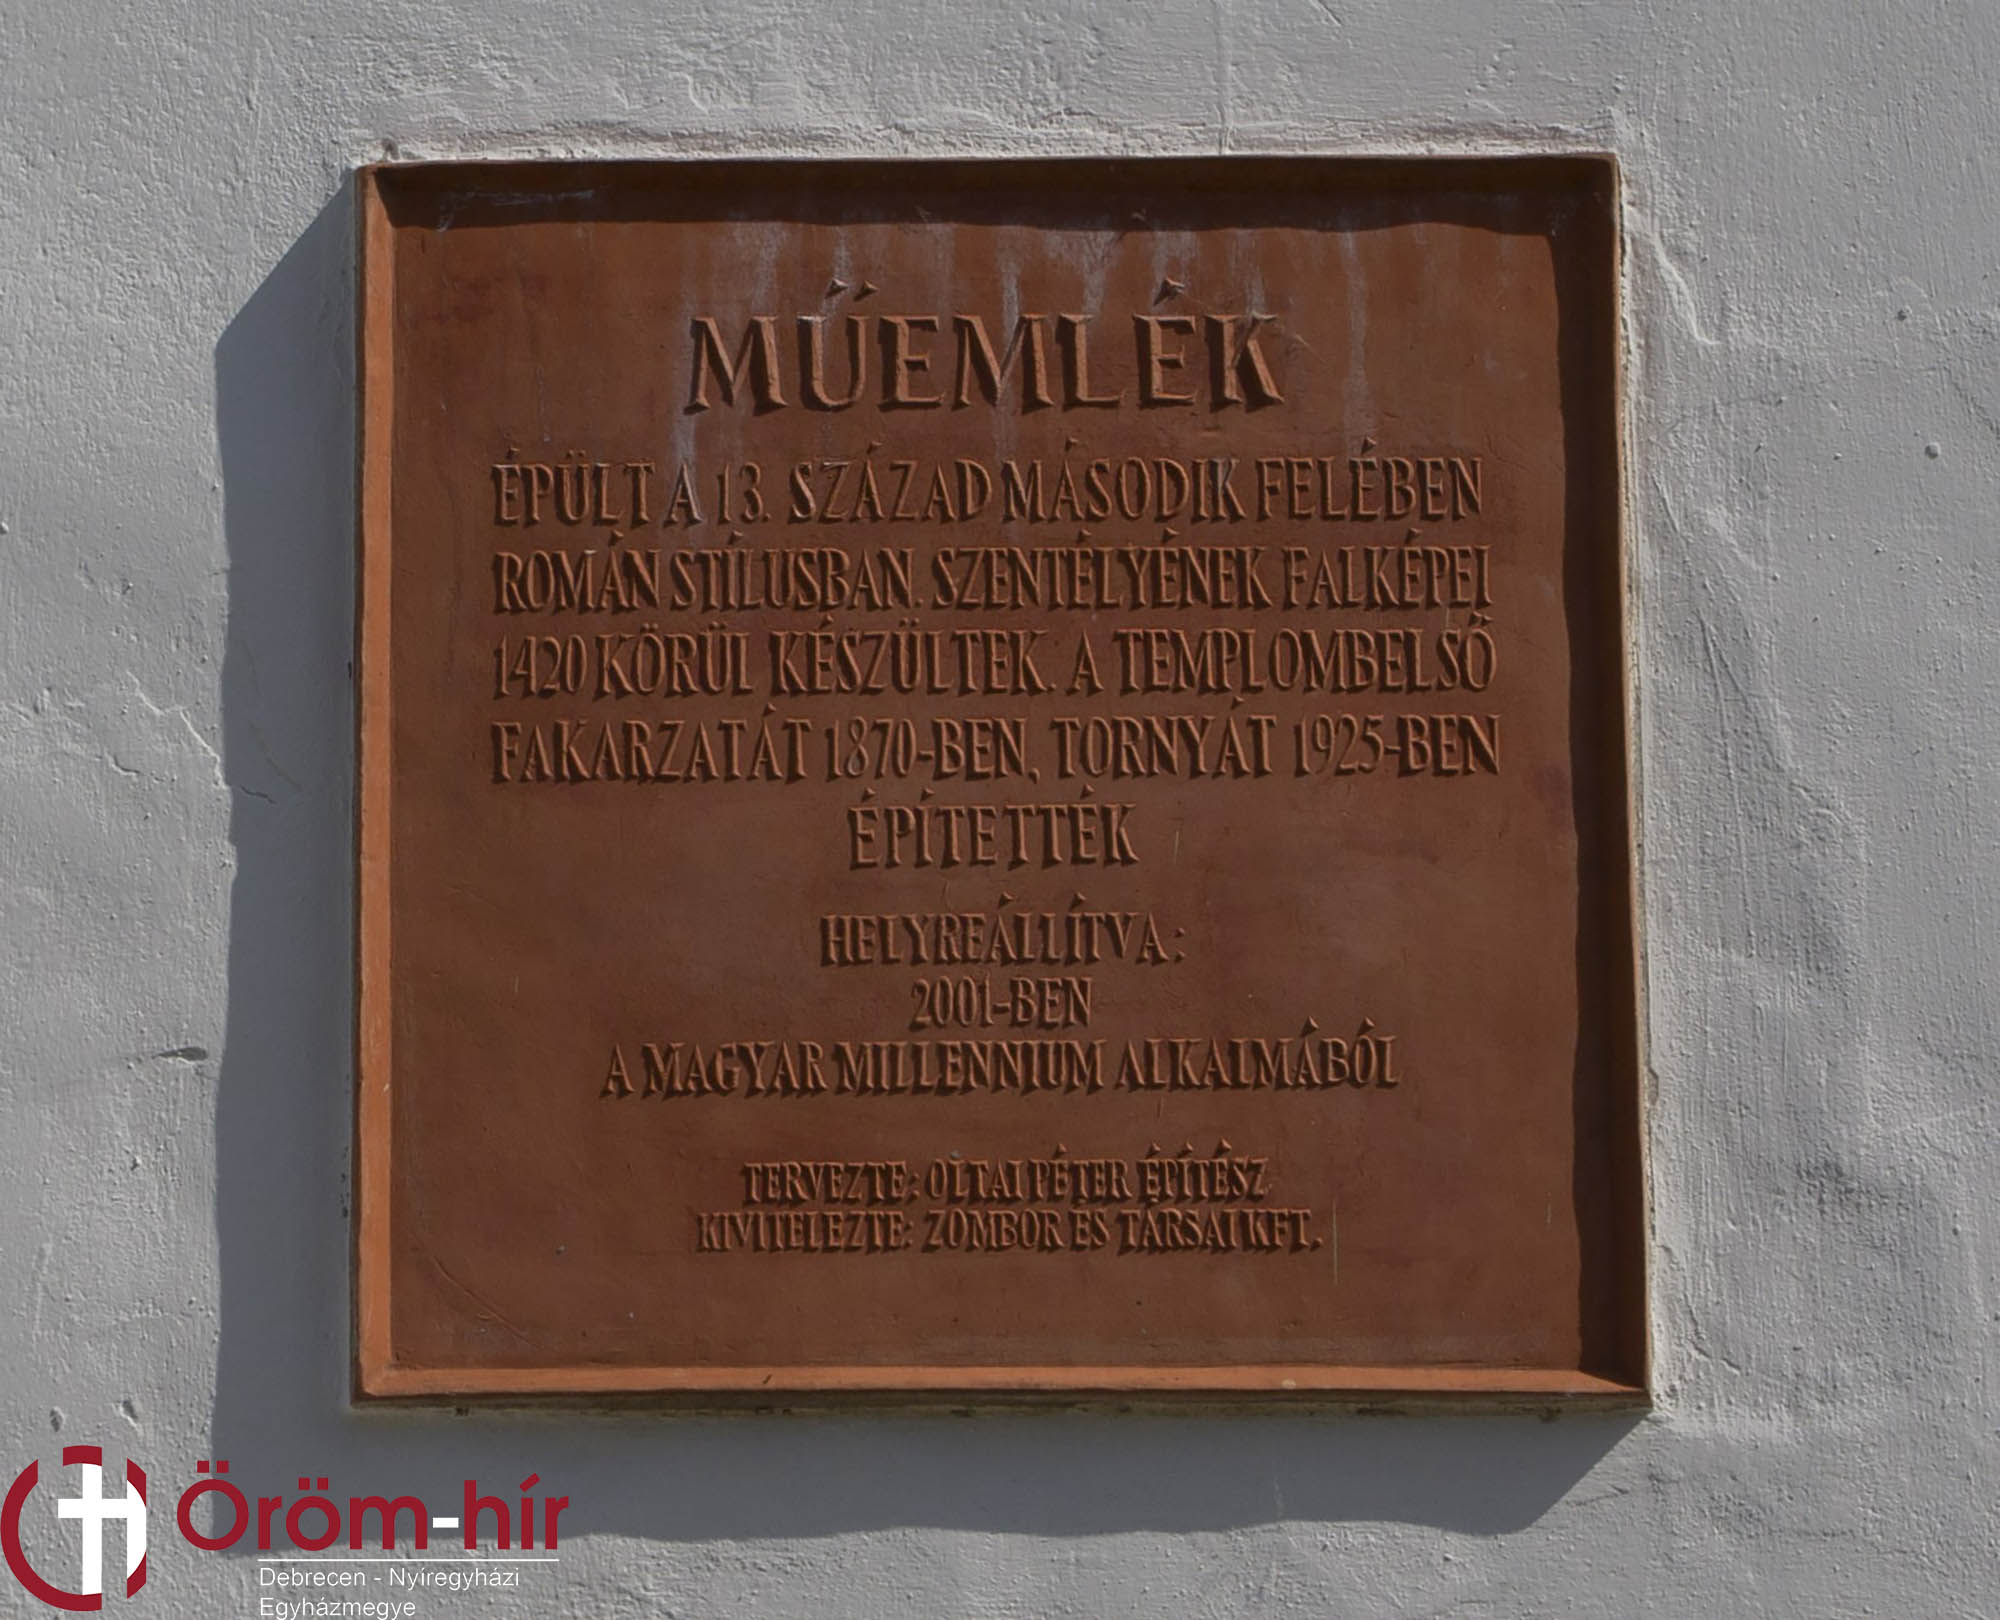 MŰEMLÉK
ÉPÜLT A 13. SZÁZAD MÁSODIK FELÉBEN
ROMÁN STÍLUSBAN. SZENTÉLYÉNEK FALKÉPEI
1420 KÖRÜL KÉSZÜLTEK. A TEMPLOMBELSŐ
FAKARZATÁT 1870-BEN, TORNYÁT 1925-BEN
ÉPÍTETTÉK
HELYREÁLLÍTVA:
2001-BEN
A MAGYAR MILLENNIUM ALKALMÁBÓL
TERVEZTE: OLTAI PÉTER ÉPÍTÉSZ
KIVITELEZTE: ZOMBOR ÉS TÁRSAI KFT.
Öröm-hír
Debrecen - Nyíregyházi
Egyházmegye